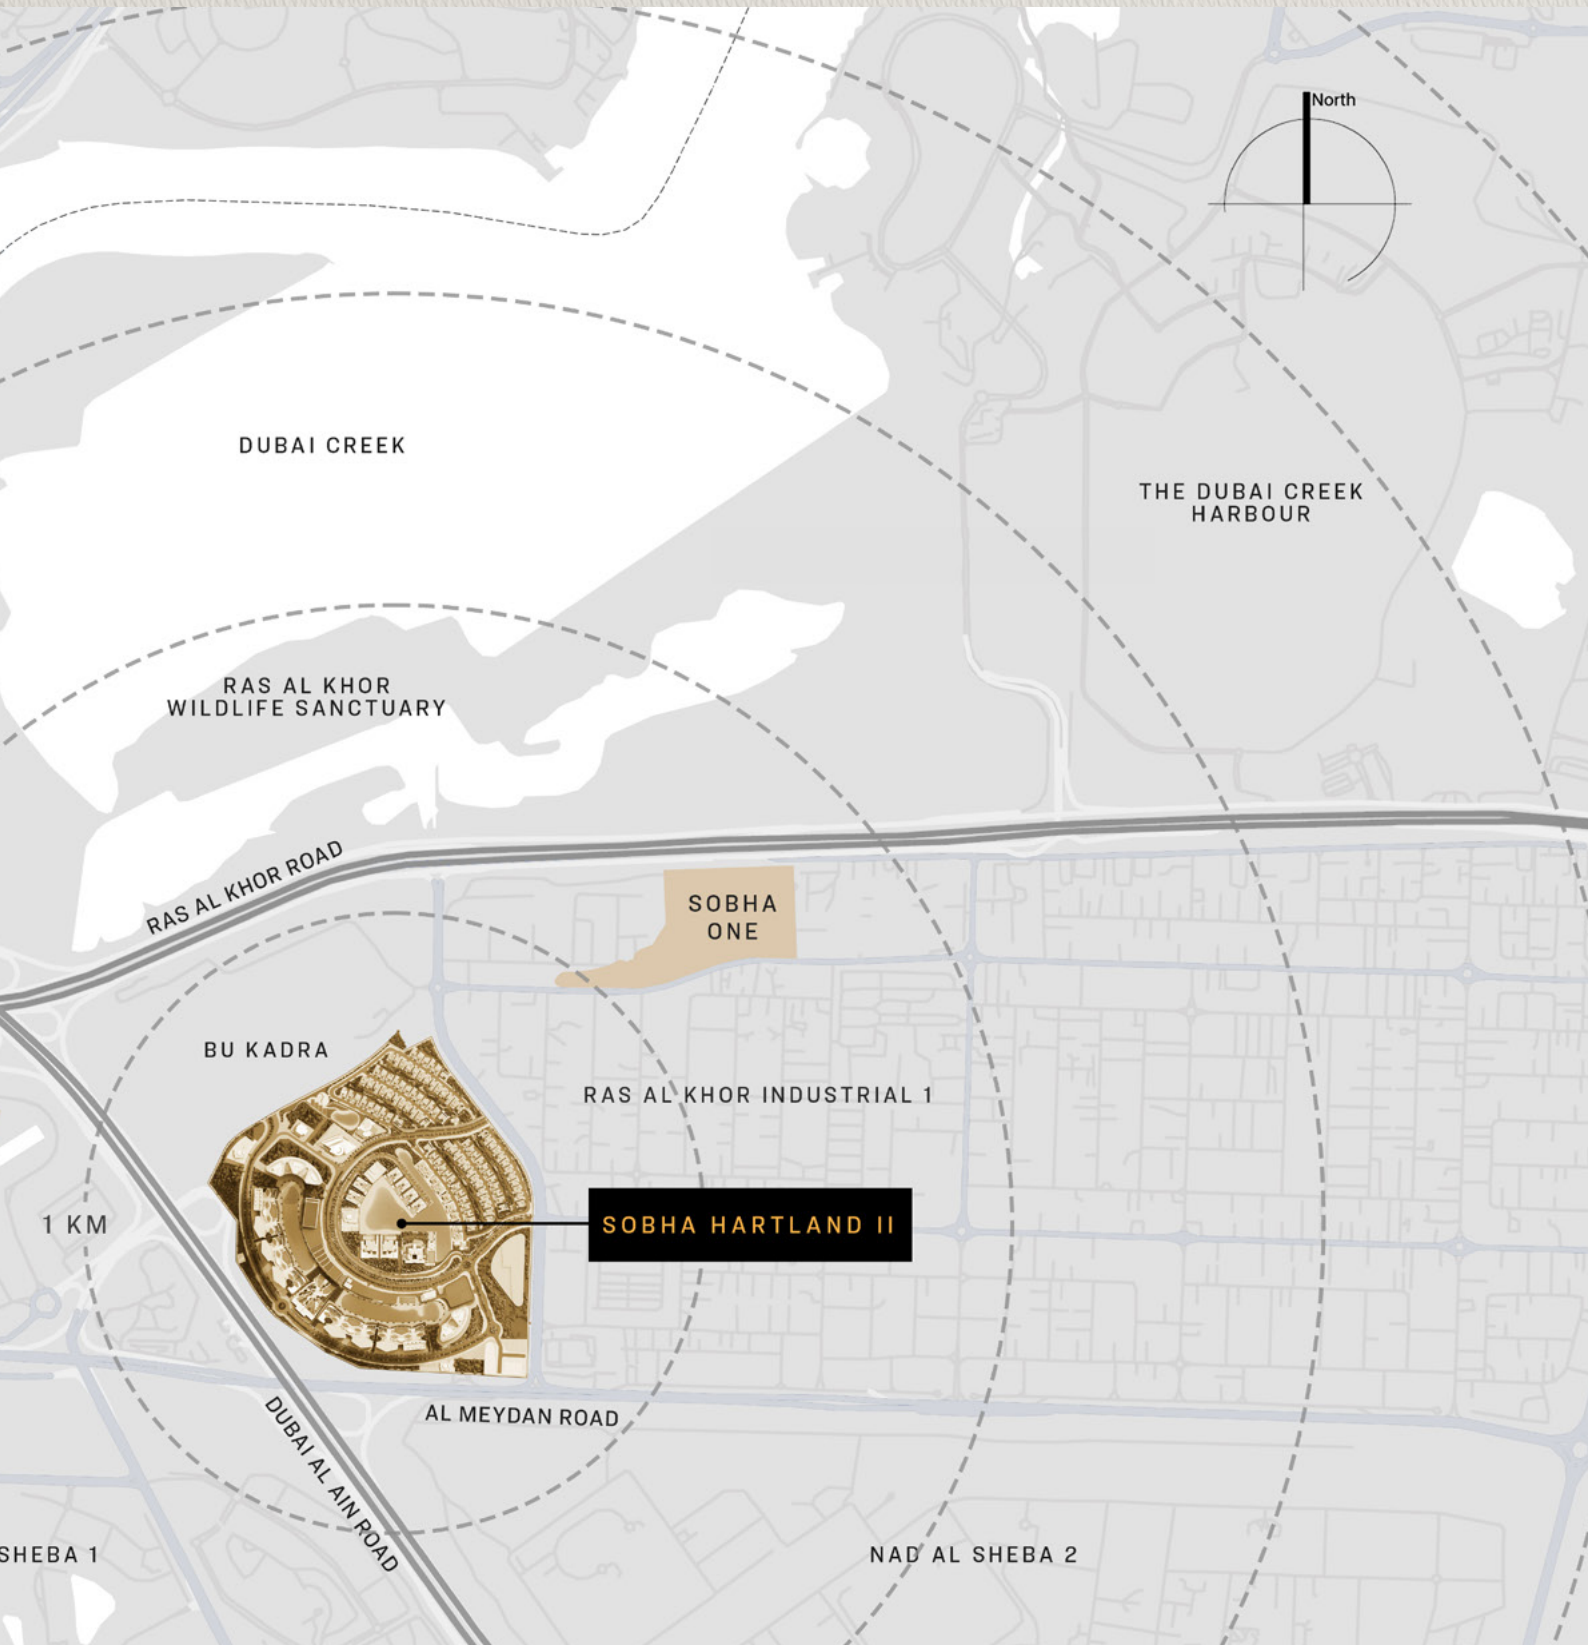 North
DUBAI CREEK
THE DUBAI CREEK
HARBOUR
RAS AL KHOR
WILDLIFE SANCTUARY
RAS AL KHOR ROAD
SOBHA
ONE
BU KADRA
RAS AL KHOR INDUSTRIAL 1
1 KM
SOBHA HARTLAND II
AL MEYDAN ROAD
DUBAI AL AIN ROAD
SHEBA 1
NAD AL SHEBA 2